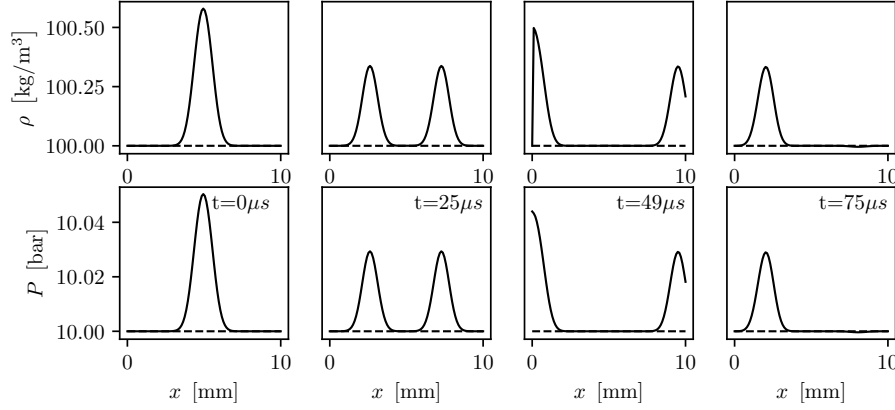 100.50
100.25
100.00
ρ [kg/m³]
0 10 0 10 0 10 0 10
t=0μs t=25μs t=49μs t=75μs
10.04
10.02
10.00
P [bar]
0 10 0 10 0 10 0 10
x [mm] x [mm] x [mm] x [mm]